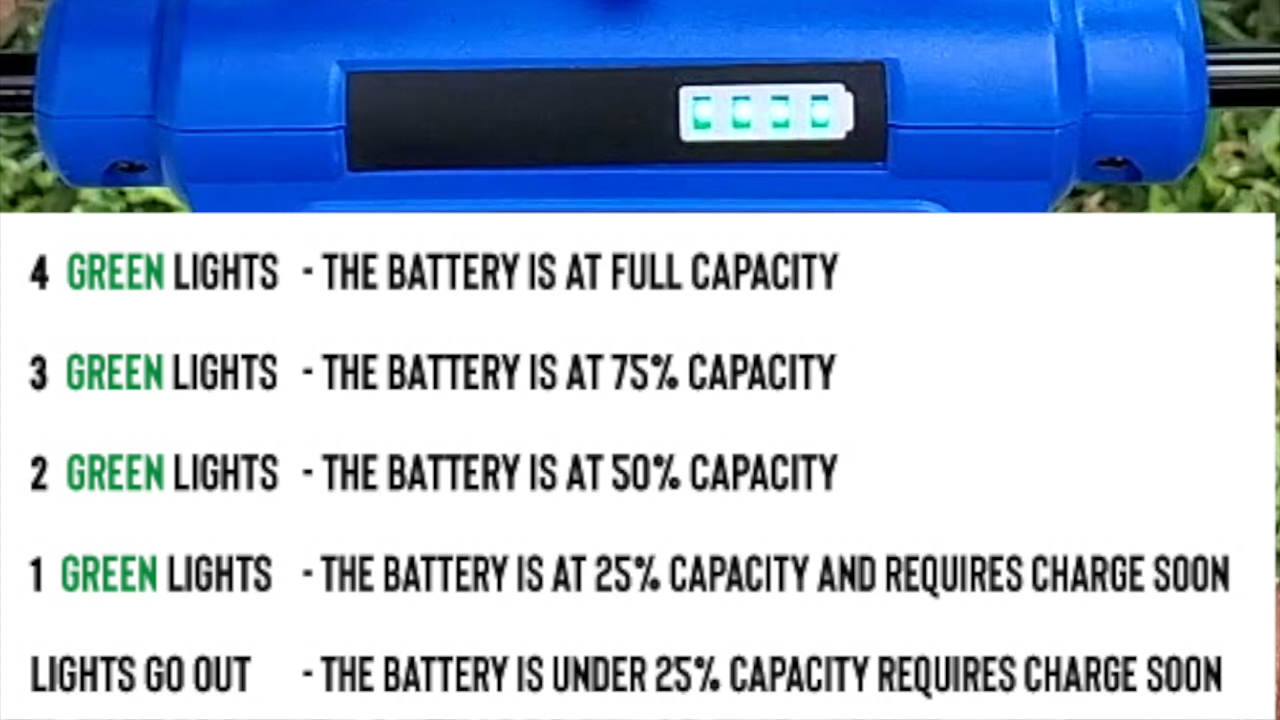 4 GREEN LIGHTS - THE BATTERY IS AT FULL CAPACITY
3 GREEN LIGHTS - THE BATTERY IS AT 75% CAPACITY
2 GREEN LIGHTS - THE BATTERY IS AT 50% CAPACITY
1 GREEN LIGHTS - THE BATTERY IS AT 25% CAPACITY AND REQUIRES CHARGE SOON
LIGHTS GO OUT - THE BATTERY IS UNDER 25% CAPACITY REQUIRES CHARGE SOON